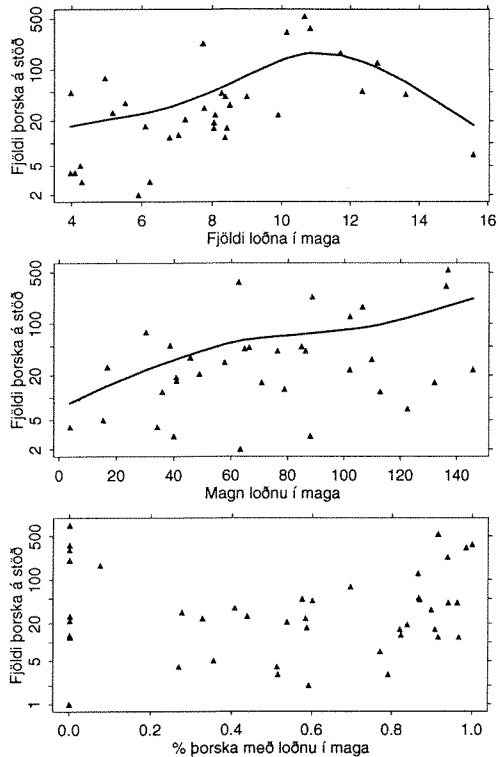 500
100
20
5
2
Fjöldi þorska á stöð
4 6 8 10 12 14 16
Fjöldi loðna í maga
500
100
20
5
2
Fjöldi þorska á stöð
0 20 40 60 80 100 120 140
Magn loðnu í maga
500
100
20
5
1
Fjöldi þorska á stöð
0.0 0.2 0.4 0.6 0.8 1.0
% þorska með loðnu í maga